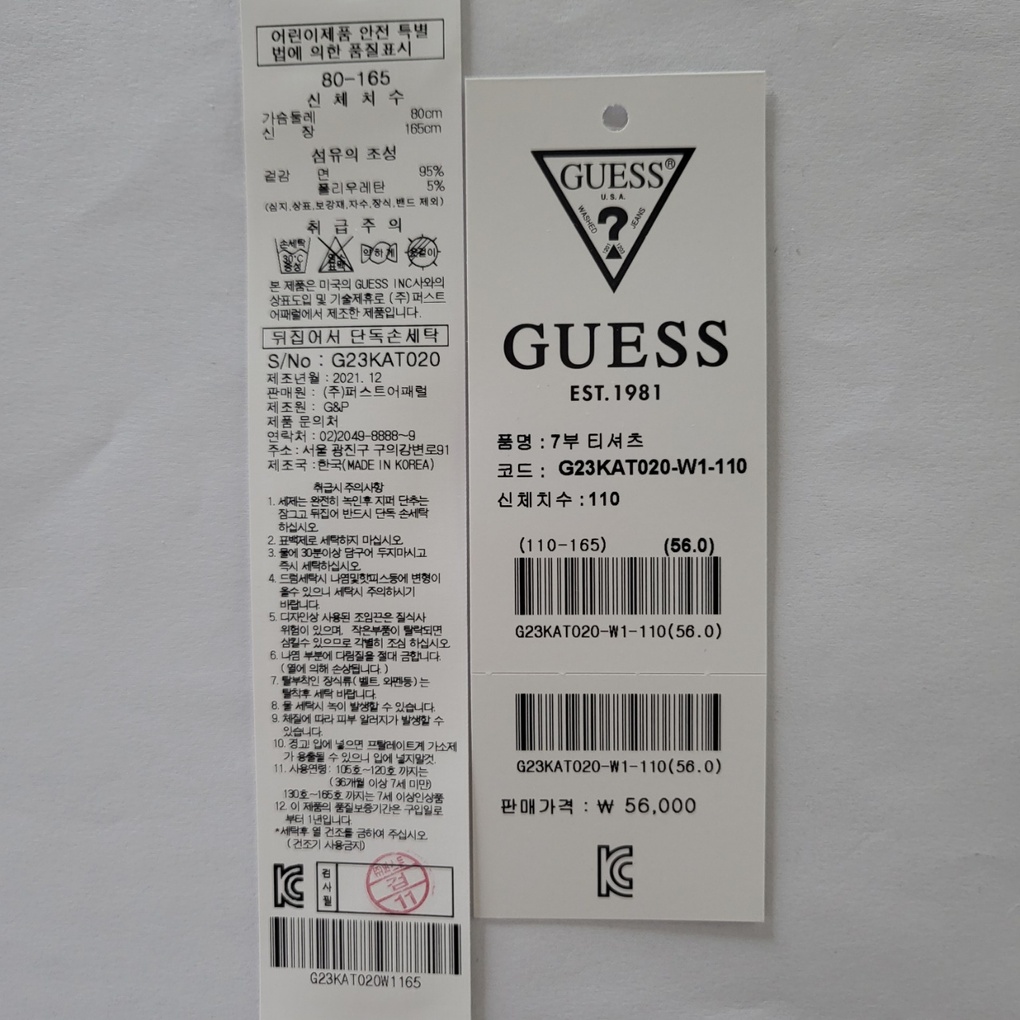 어린이제품 안전 특별
법에 의한 품질표시
80-165
신 체 치 수
가슴둘레 80cm
신 장 165cm
섬유의 조성
겉감 면 95%
폴리우레탄 5%
(심지,상표,보강재,자수,장식,밴드 제외)
취 급 주 의
손세탁
30℃
중성
염소
표백
약하게
옷걸이
본 제품은 미국의 GUESS INC사와의
상표도입 및 기술제휴로 (주)퍼스트
어패럴에서 제조한 제품입니다.
뒤집어서 단독손세탁
S/No : G23KAT020
제조년월 : 2021. 12
판매원 : (주)퍼스트어패럴
제조원 : G&P
제품 문의처
연락처 : 02)2049-8888~9
주소 : 서울 광진구 구의강변로91
제조국 : 한국(MADE IN KOREA)
취급시 주의사항
1. 세제는 완전히 녹인후 지퍼 단추는
잠그고 뒤집어 반드시 단독 손세탁
하십시오.
2. 표백제로 세탁하지 마십시오.
3. 물에 30분이상 담구어 두지마시고
즉시 세탁하십시오.
4. 드럼세탁시 나염및핫피스등에 변형이
올수 있으니 세탁시 주의하시기
바랍니다.
5. 디자인상 사용된 조임끈은 질식사
위험이 있으며, 작은부품이 탈락되면
삼킬수 있으므로 각별히 조심 하십시오.
6. 나염 부분에 다림질을 절대 금합니다.
(열에 의해 손상됩니다.)
7. 탈부착인 장식류(벨트, 와펜등)는
탈착후 세탁 바랍니다.
8. 물 세탁시 녹이 발생할 수 있습니다.
9. 체질에 따라 피부 알러지가 발생할 수
있습니다.
10. 경고! 입에 넣으면 프탈레이트계 가소제
가 용출될 수 있으니 입에 넣지말것.
11. 사용연령: 105호~120호 까지는
(36개월 이상 7세 미만)
130호~165호 까지는 7세 이상인상품
12. 이 제품의 품질보증기간은 구입일로
부터 1년입니다.
*세탁후 열 건조를 금하여 주십시오.
(건조기 사용금지)
검
사
필
검
11
G23KAT020W1165
GUESS®
U.S.A.
WASHED
?
JEANS
GUESS
EST.1981
품명 : 7부 티셔츠
코드 : G23KAT020-W1-110
신체치수 : 110
(110-165) (56.0)
G23KAT020-W1-110(56.0)
G23KAT020-W1-110(56.0)
판매가격 : ₩ 56,000